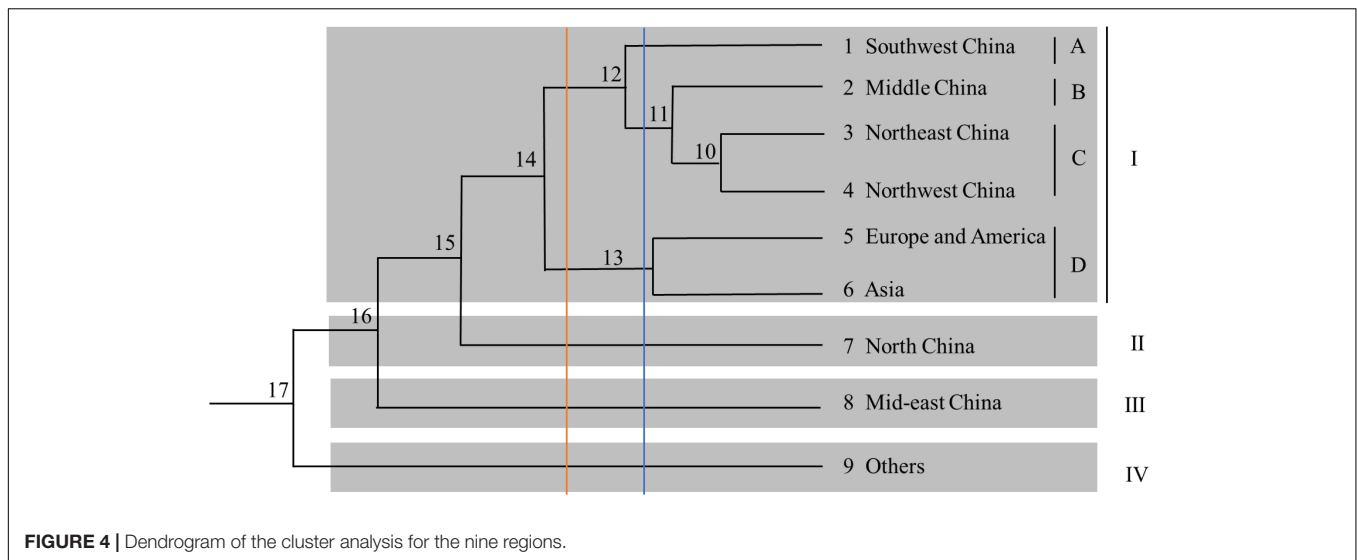 1 Southwest China A
12
2 Middle China B
11
3 Northeast China
10
14 C I
4 Northwest China
15
5 Europe and America
13 D
6 Asia
16
7 North China II
17
8 Mid-east China III
9 Others IV
FIGURE 4 | Dendrogram of the cluster analysis for the nine regions.